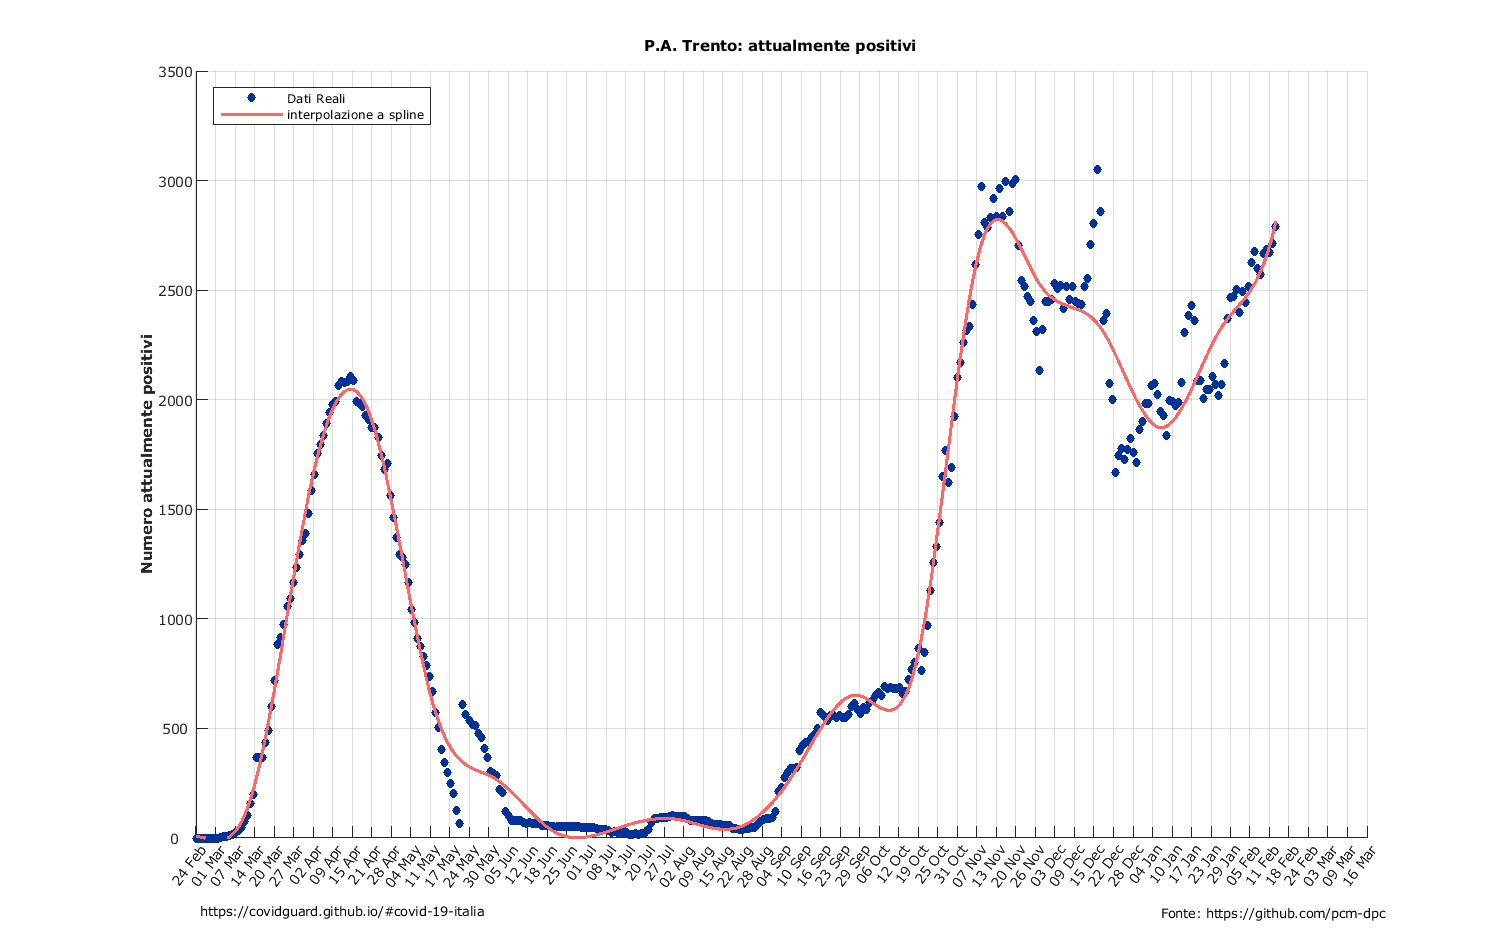 P.A. Trento: attualmente positivi
Dati Reali
interpolazione a spline
Numero attualmente positivi
3500
3000
2500
2000
1500
1000
500
0
24 Feb
01 Mar
07 Mar
14 Mar
20 Mar
27 Mar
02 Apr
09 Apr
15 Apr
21 Apr
28 Apr
04 May
11 May
17 May
24 May
30 May
05 Jun
12 Jun
18 Jun
25 Jun
01 Jul
08 Jul
14 Jul
20 Jul
27 Jul
02 Aug
09 Aug
15 Aug
22 Aug
28 Aug
04 Sep
10 Sep
16 Sep
23 Sep
29 Sep
06 Oct
12 Oct
19 Oct
25 Oct
31 Oct
07 Nov
13 Nov
20 Nov
26 Nov
03 Dec
09 Dec
15 Dec
22 Dec
28 Dec
04 Jan
10 Jan
17 Jan
23 Jan
29 Jan
05 Feb
11 Feb
18 Feb
24 Feb
03 Mar
09 Mar
16 Mar
https://covidguard.github.io/#covid-19-italia
Fonte: https://github.com/pcm-dpc